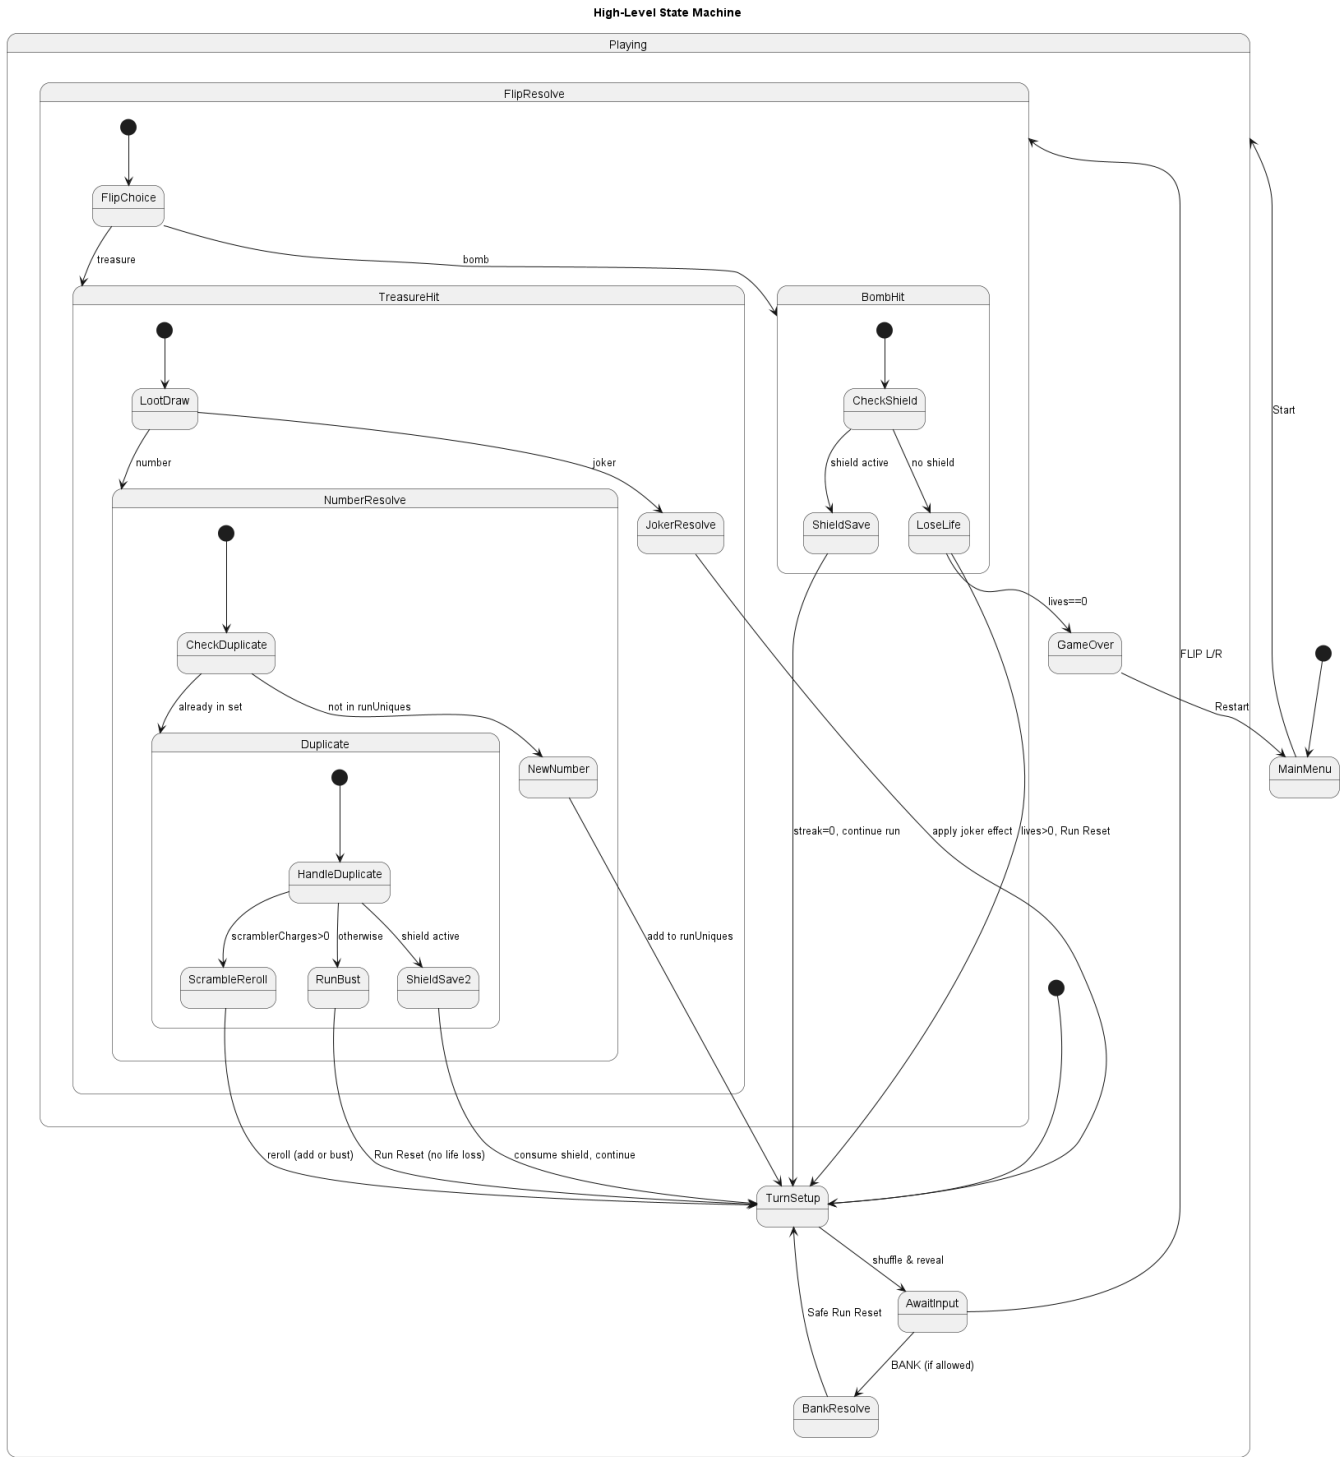 High-Level State Machine
Playing
FlipResolve
FlipChoice
treasure
bomb
TreasureHit
BombHit
LootDraw
CheckShield
Start
number
joker
shield active
no shield
NumberResolve
JokerResolve
ShieldSave
LoseLife
lives==0
CheckDuplicate
GameOver
FLIP L/R
already in set
not in runUniques
Restart
Duplicate
NewNumber
MainMenu
streak=0, continue run
apply joker effect
lives>0, Run Reset
HandleDuplicate
scramblerCharges>0
otherwise
shield active
add to runUniques
ScrambleReroll
RunBust
ShieldSave2
reroll (add or bust)
Run Reset (no life loss)
consume shield, continue
TurnSetup
shuffle & reveal
AwaitInput
Safe Run Reset
BANK (if allowed)
BankResolve